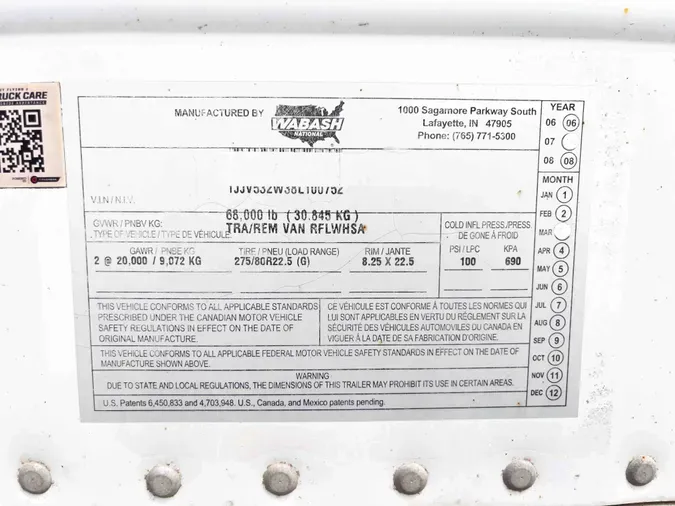 TRUCK CARE
MANUFACTURED BY
WABASH
NATIONAL
1000 Sagamore Parkway South
Lafayette, IN 47905
Phone: (765) 771-5300
YEAR
06 06
07
08 08
MONTH
JAN 1
FEB 2
MAR
APR 4
MAY 5
JUN 6
JUL 7
AUG 8
SEP 9
OCT 10
NOV 11
DEC 12
V.I.N / N.I.V.
GVWR / PNBV KG: 68,000 lb ( 30,845 KG )
TYPE OF VEHICLE / TYPE DE VÉHICULE: TRA/REM VAN RFLWHSA
COLD INFL PRESS./PRESS.
DE GONE À FROID
GAWR / PNBE KG TIRE / PNEU (LOAD RANGE) RIM / JANTE PSI / LPC KPA
2 @ 20,000 / 9,072 KG 275/80R22.5 (G) 8.25 X 22.5 100 690
THIS VEHICLE CONFORMS TO ALL APPLICABLE STANDARDS
PRESCRIBED UNDER THE CANADIAN MOTOR VEHICLE
SAFETY REGULATIONS IN EFFECT ON THE DATE OF
ORIGINAL MANUFACTURE.
CE VÉHICULE EST CONFORME À TOUTES LES NORMES QUI
LUI SONT APPLICABLES EN VERTU DU RÉGLEMENT SUR LA
SÉCURITÉ DES VÉHICULES AUTOMOVILES DU CANADA EN
VIGUER À LA DATE DE SA FABRICATION D'ORIGINE.
THIS VEHICLE CONFORMS TO ALL APPLICABLE FEDERAL MOTOR VEHICLE SAFETY STANDARDS IN EFFECT ON THE DATE OF
MANUFACTURE SHOWN ABOVE.
WARNING
DUE TO STATE AND LOCAL REGULATIONS, THE DIMENSIONS OF THIS TRAILER MAY PROHIBIT ITS USE IN CERTAIN AREAS.
U.S. Patents 6,450,833 and 4,703,948. U.S., Canada, and Mexico patents pending.